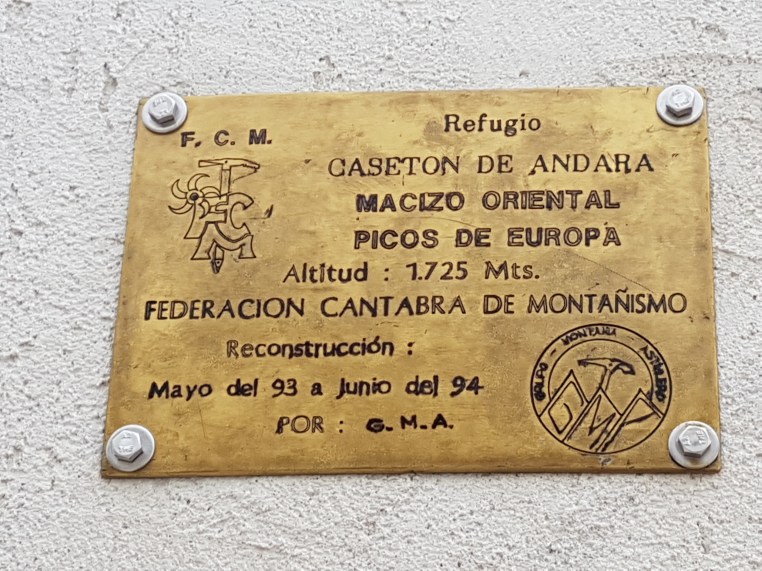 F. C. M.
Refugio
CASETON DE ANDARA
MACIZO ORIENTAL
PICOS DE EUROPA
Altitud : 1.725 Mts.
FEDERACION CANTABRA DE MONTAÑISMO
Reconstrucción :
Mayo del 93 a Junio del 94
POR : G.M.A.
GRUPO - MONTAÑA - ASTILLERO